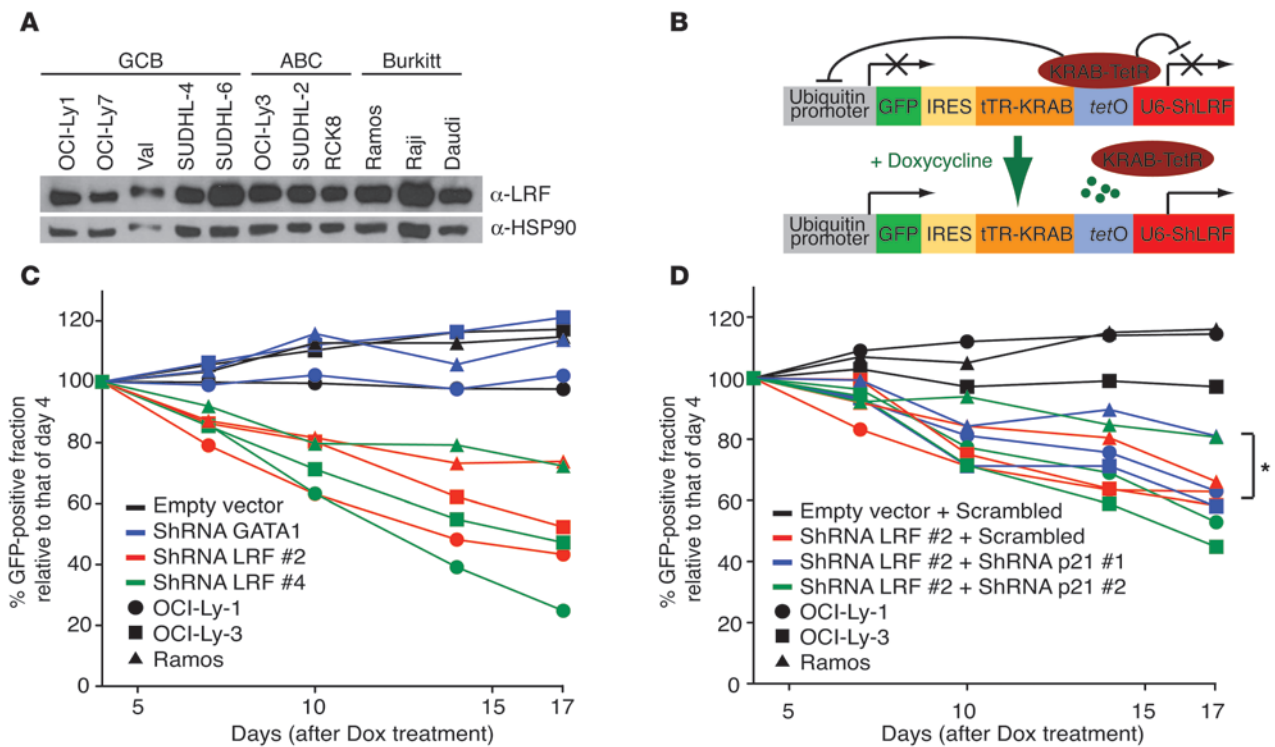 A
GCB ABC Burkitt
OCI-Ly1 OCI-Ly7 Val SUDHL-4 SUDHL-6 OCI-Ly3 SUDHL-2 RCK8 Ramos Raji Daudi
α-LRF
α-HSP90
B
KRAB-TetR
Ubiquitin promoter GFP IRES tTR-KRAB tetO U6-ShLRF
+ Doxycycline
KRAB-TetR
Ubiquitin promoter GFP IRES tTR-KRAB tetO U6-ShLRF
C
% GFP-positive fraction
relative to that of day 4
120
100
80
60
40
20
0
Empty vector
ShRNA GATA1
ShRNA LRF #2
ShRNA LRF #4
OCI-Ly-1
OCI-Ly-3
Ramos
5 10 15 17
Days (after Dox treatment)
D
% GFP-positive fraction
relative to that of day 4
120
100
80
60
40
20
0
*
Empty vector + Scrambled
ShRNA LRF #2 + Scrambled
ShRNA LRF #2 + ShRNA p21 #1
ShRNA LRF #2 + ShRNA p21 #2
OCI-Ly-1
OCI-Ly-3
Ramos
5 10 15 17
Days (after Dox treatment)